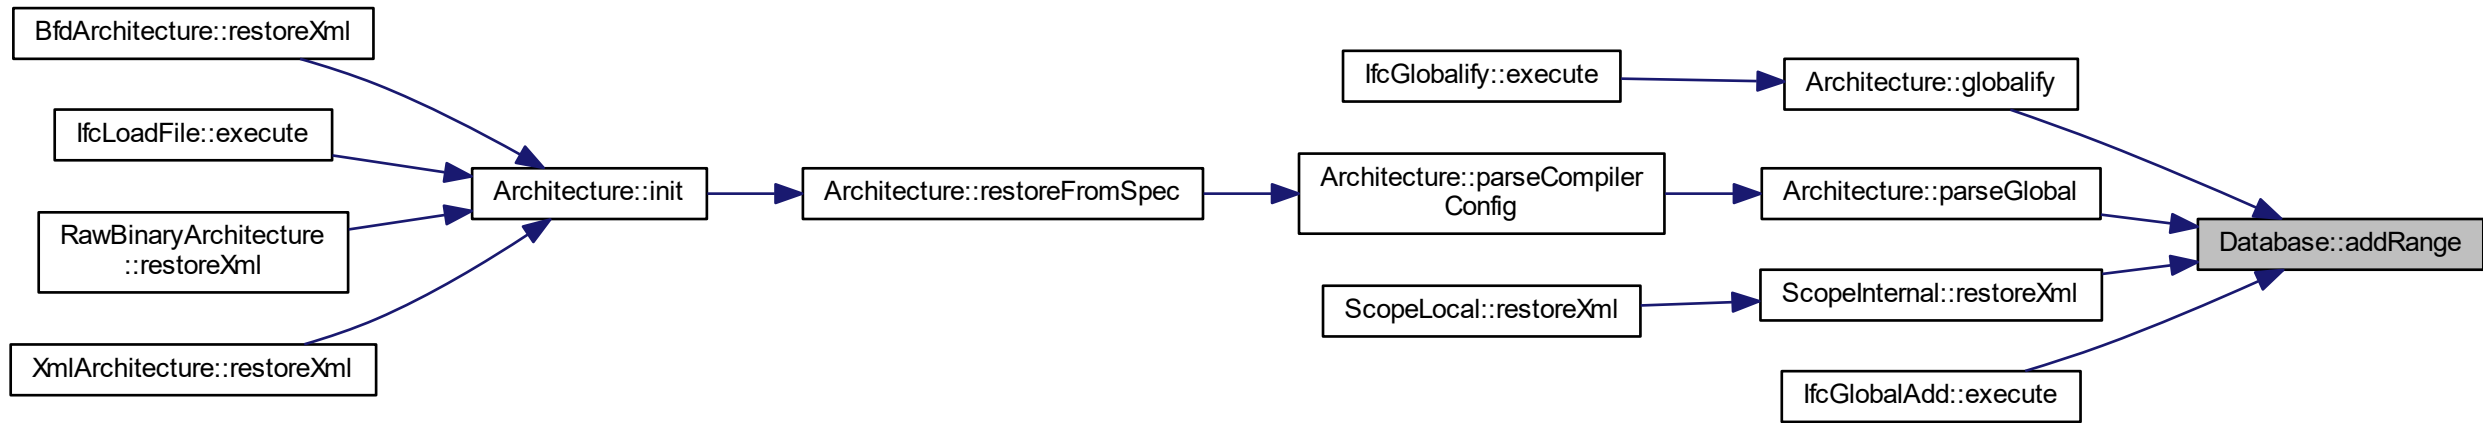 BfdArchitecture::restoreXml
IfcLoadFile::execute
RawBinaryArchitecture
::restoreXml
XmlArchitecture::restoreXml
Architecture::init
Architecture::restoreFromSpec
IfcGlobalify::execute
Architecture::parseCompiler
Config
ScopeLocal::restoreXml
Architecture::globalify
Architecture::parseGlobal
ScopeInternal::restoreXml
IfcGlobalAdd::execute
Database::addRange